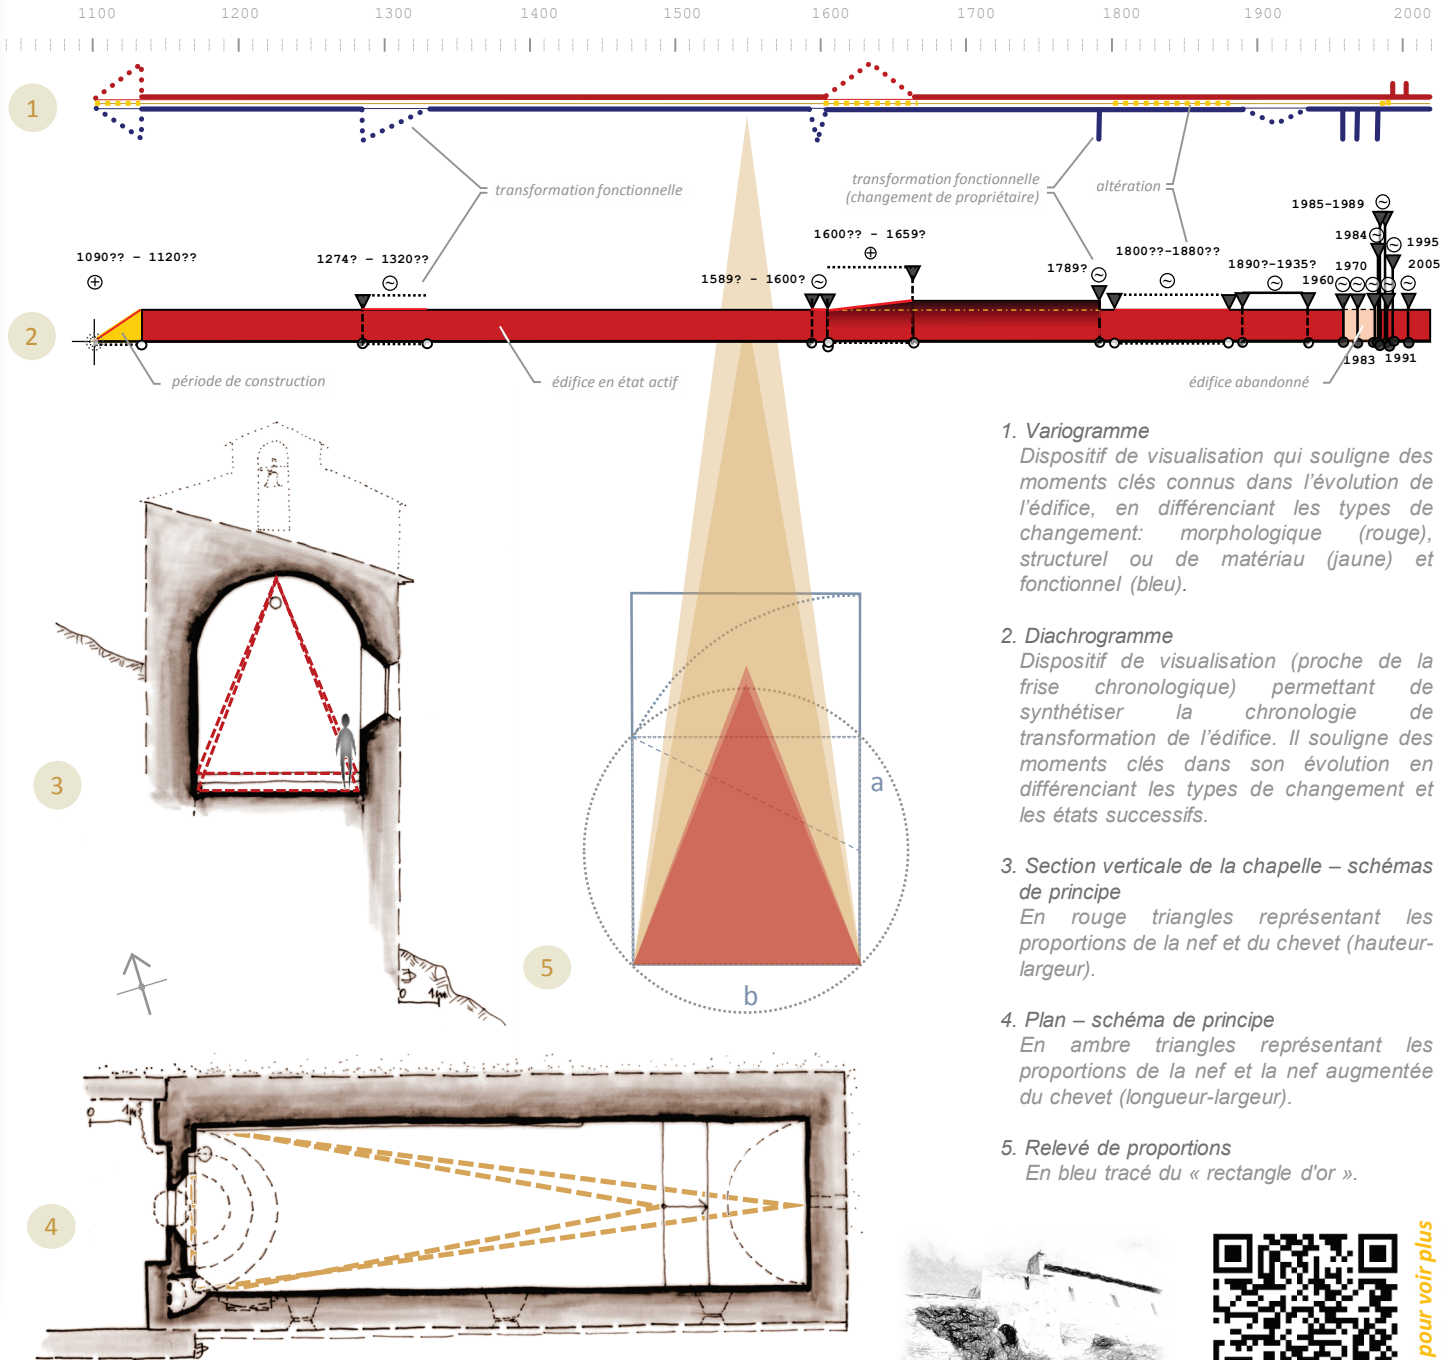 1100 1200 1300 1400 1500 1600 1700 1800 1900 2000
1
transformation fonctionnelle
transformation fonctionnelle
(changement de propriétaire)
altération
1090?? - 1120??
1274? - 1320??
1589? - 1600?
1600?? - 1659?
1789?
1800??-1880??
1890?-1935?
1960
1970
1984
1985-1989
1995
2005
1983
1991
2
période de construction
édifice en état actif
édifice abandonné
3
0 1m
5
a
b
4
0 1m
1. Variogramme
Dispositif de visualisation qui souligne des
moments clés connus dans l'évolution de
l'édifice, en différenciant les types de
changement: morphologique (rouge),
structurel ou de matériau (jaune) et
fonctionnel (bleu).
2. Diachrogramme
Dispositif de visualisation (proche de la
frise chronologique) permettant de
synthétiser la chronologie de
transformation de l'édifice. Il souligne des
moments clés dans son évolution en
différenciant les types de changement et
les états successifs.
3. Section verticale de la chapelle – schémas
de principe
En rouge triangles représentant les
proportions de la nef et du chevet (hauteur-
largeur).
4. Plan – schéma de principe
En ambre triangles représentant les
proportions de la nef et la nef augmentée
du chevet (longueur-largeur).
5. Relevé de proportions
En bleu tracé du « rectangle d'or ».
pour voir plus